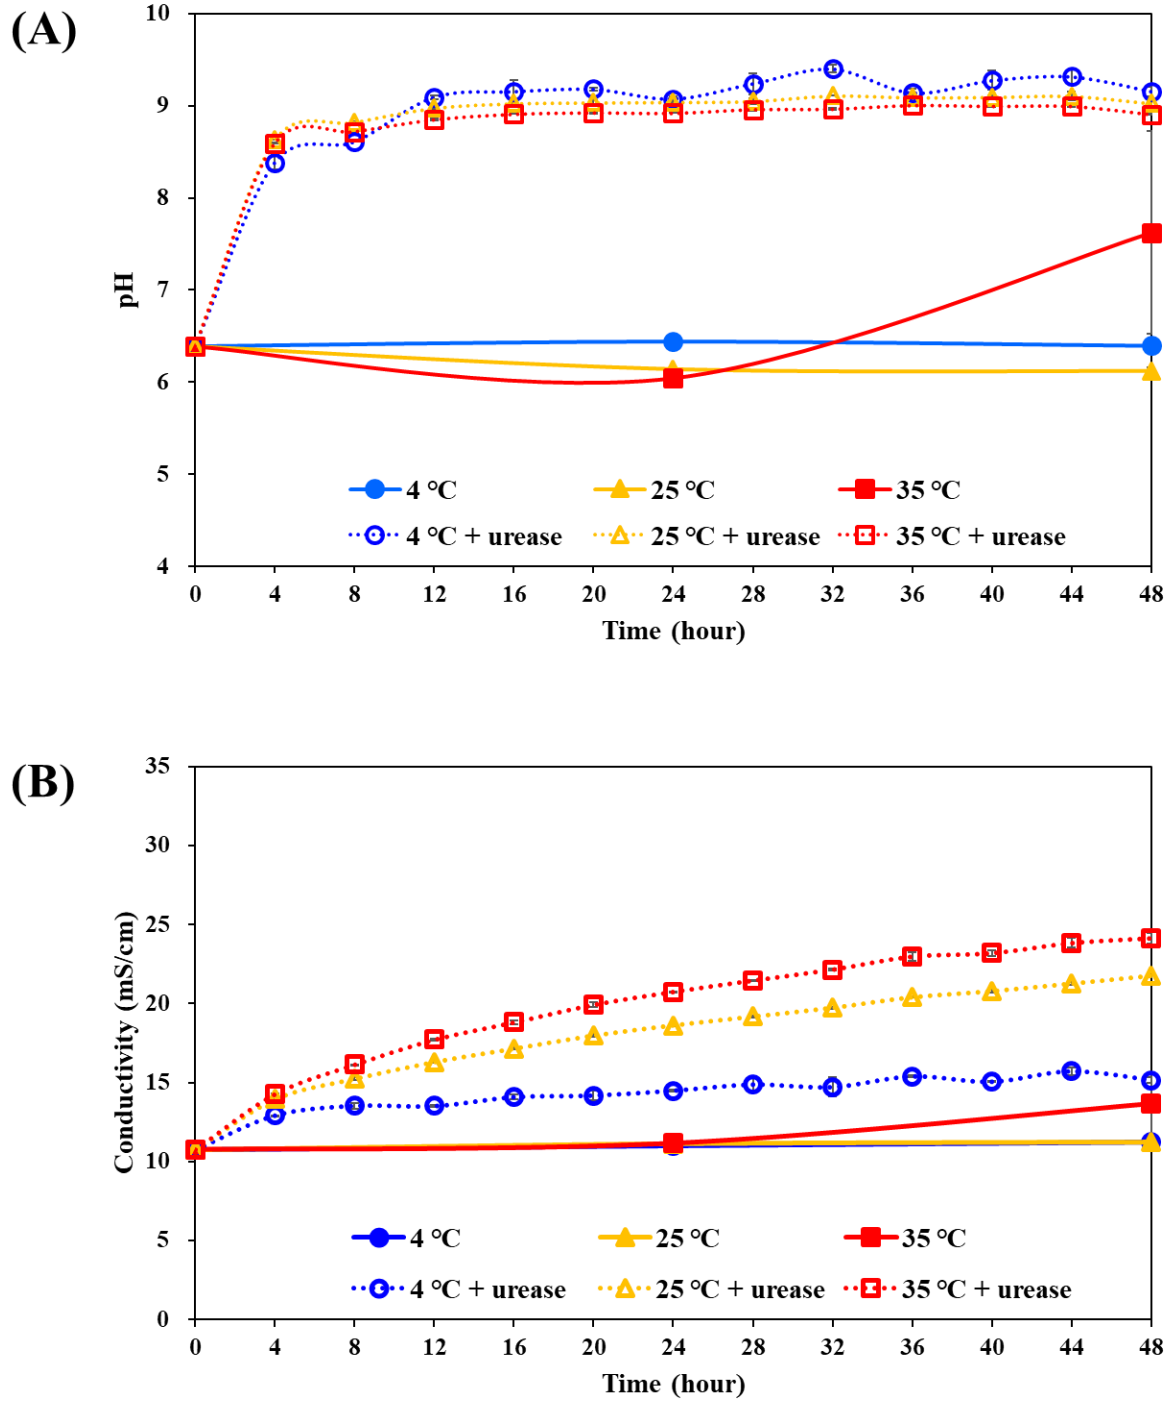 (A)
10
9
8
7
6
5
4
pH
4 °C 25 °C 35 °C
4 °C + urease 25 °C + urease 35 °C + urease
0 4 8 12 16 20 24 28 32 36 40 44 48
Time (hour)
(B)
35
30
25
20
15
10
5
0
Conductivity (mS/cm)
4 °C 25 °C 35 °C
4 °C + urease 25 °C + urease 35 °C + urease
0 4 8 12 16 20 24 28 32 36 40 44 48
Time (hour)